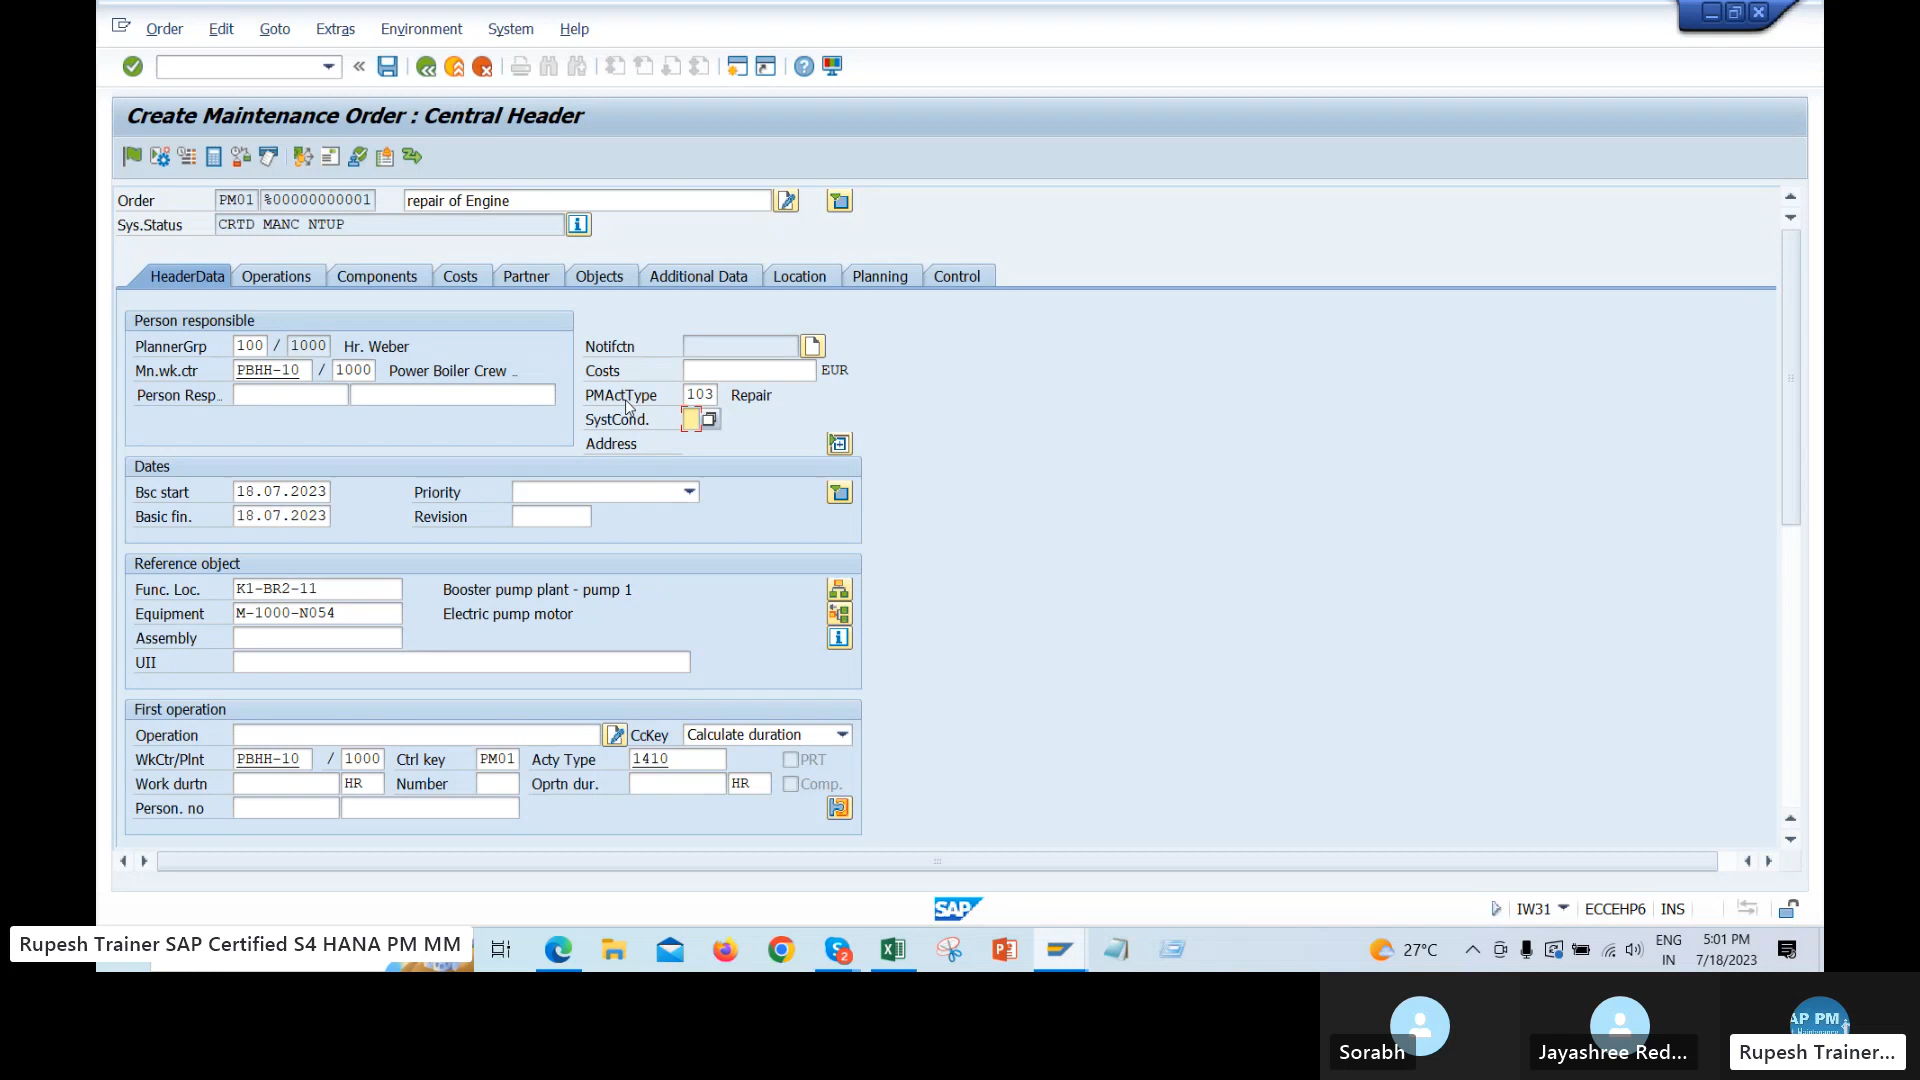 Order Edit Goto Extras Environment System Help
Create Maintenance Order : Central Header
Order PM01 %00000000001 repair of Engine
Sys.Status CRTD MANC NTUP
HeaderData Operations Components Costs Partner Objects Additional Data Location Planning Control
Person responsible
PlannerGrp 100 / 1000 Hr. Weber Notifctn
Mn.wk.ctr PBHH-10 / 1000 Power Boiler Crew .. Costs EUR
Person Resp.. PMActType 103 Repair
SystCond.
Address
Dates
Bsc start 18.07.2023 Priority
Basic fin. 18.07.2023 Revision
Reference object
Func. Loc. K1-BR2-11 Booster pump plant - pump 1
Equipment M-1000-N054 Electric pump motor
Assembly
UII
First operation
Operation CcKey Calculate duration
WkCtr/Plnt PBHH-10 / 1000 Ctrl key PM01 Acty Type 1410 PRT
Work durtn HR Number Oprtn dur. HR Comp.
Person. no
SAP IW31 ECCEHP6 INS
Rupesh Trainer SAP Certified S4 HANA PM MM 2 27°C ENG 5:01 PM
IN 7/18/2023
AP PM
Sorabh Jayashree Red... Rupesh Trainer...